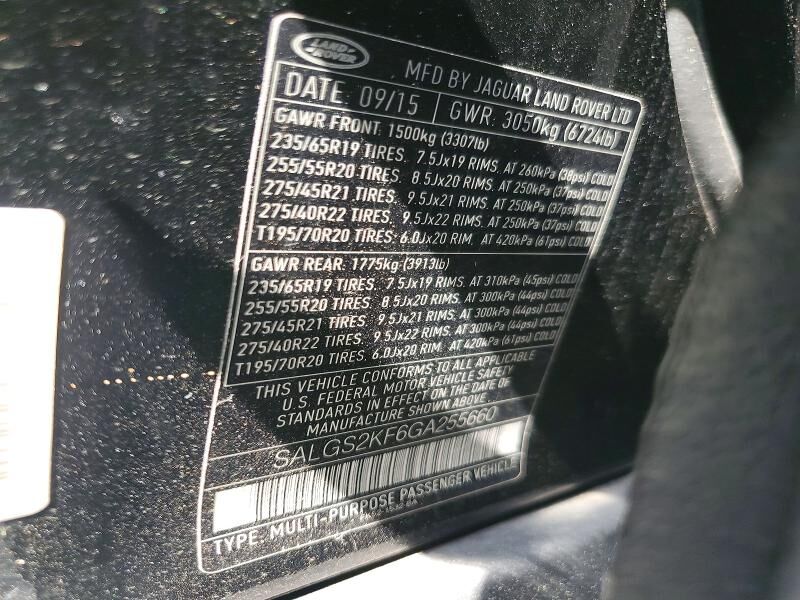 LAND ROVER
MFD BY JAGUAR LAND ROVER LTD
DATE: 09/15 GWR: 3050kg (6724lb)
GAWR FRONT: 1500kg (3307lb)
235/65R19 TIRES, 7.5Jx19 RIMS, AT 260kPa (38psi) COLD
255/55R20 TIRES, 8.5Jx20 RIMS, AT 250kPa (37psi) COLD
275/45R21 TIRES, 9.5Jx21 RIMS, AT 250kPa (37psi) COLD
275/40R22 TIRES, 9.5Jx22 RIMS, AT 250kPa (37psi) COLD
T195/70R20 TIRES, 6.0Jx20 RIM, AT 420kPa (61psi) COLD
GAWR REAR: 1775kg (3913lb)
235/65R19 TIRES, 7.5Jx19 RIMS, AT 310kPa (45psi) COLD
255/55R20 TIRES, 8.5Jx20 RIMS, AT 300kPa (44psi) COLD
275/45R21 TIRES, 9.5Jx21 RIMS, AT 300kPa (44psi) COLD
275/40R22 TIRES, 9.5Jx22 RIMS, AT 300kPa (44psi) COLD
T195/70R20 TIRES, 6.0Jx20 RIM, AT 420kPa (61psi) COLD
THIS VEHICLE CONFORMS TO ALL APPLICABLE
U.S. FEDERAL MOTOR VEHICLE SAFETY
STANDARDS IN EFFECT ON THE DATE OF
MANUFACTURE SHOWN ABOVE.
SALGS2KF6GA255660
TYPE: MULTI-PURPOSE PASSENGER VEHICLE